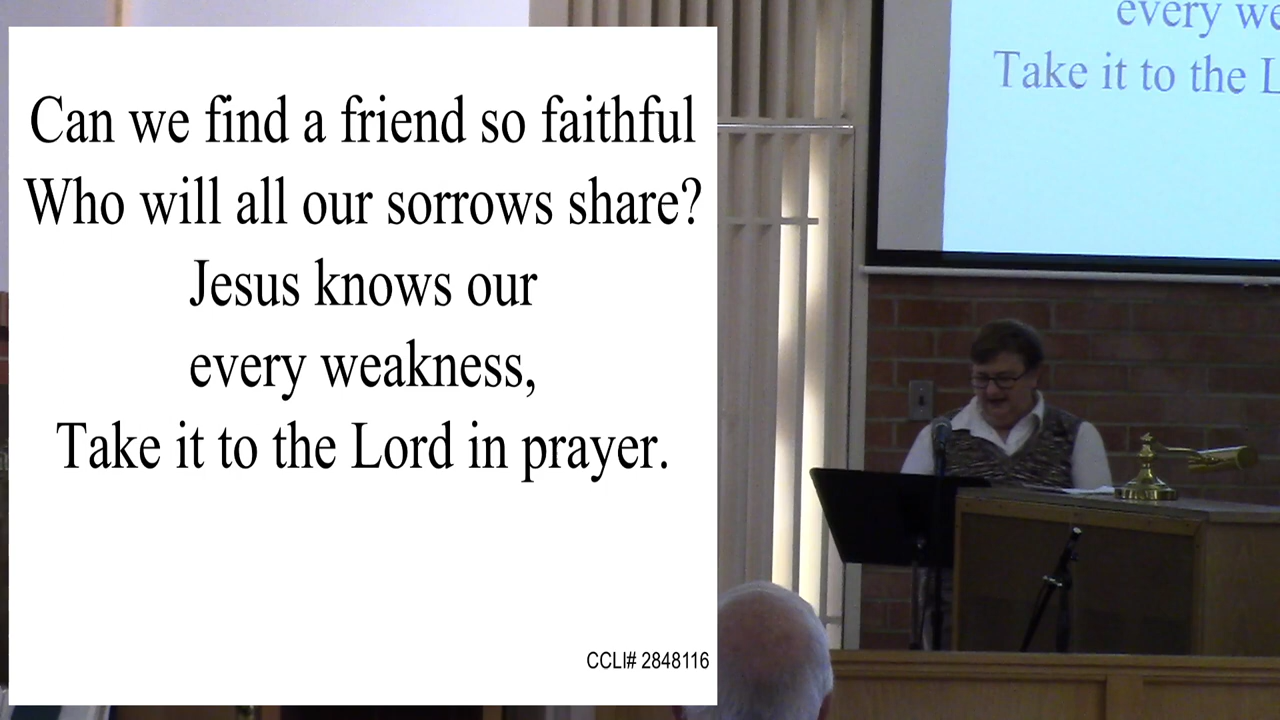 Can we find a friend so faithful
Who will all our sorrows share?
Jesus knows our
every weakness,
Take it to the Lord in prayer.
CCLI# 2848116
every we
Take it to the L